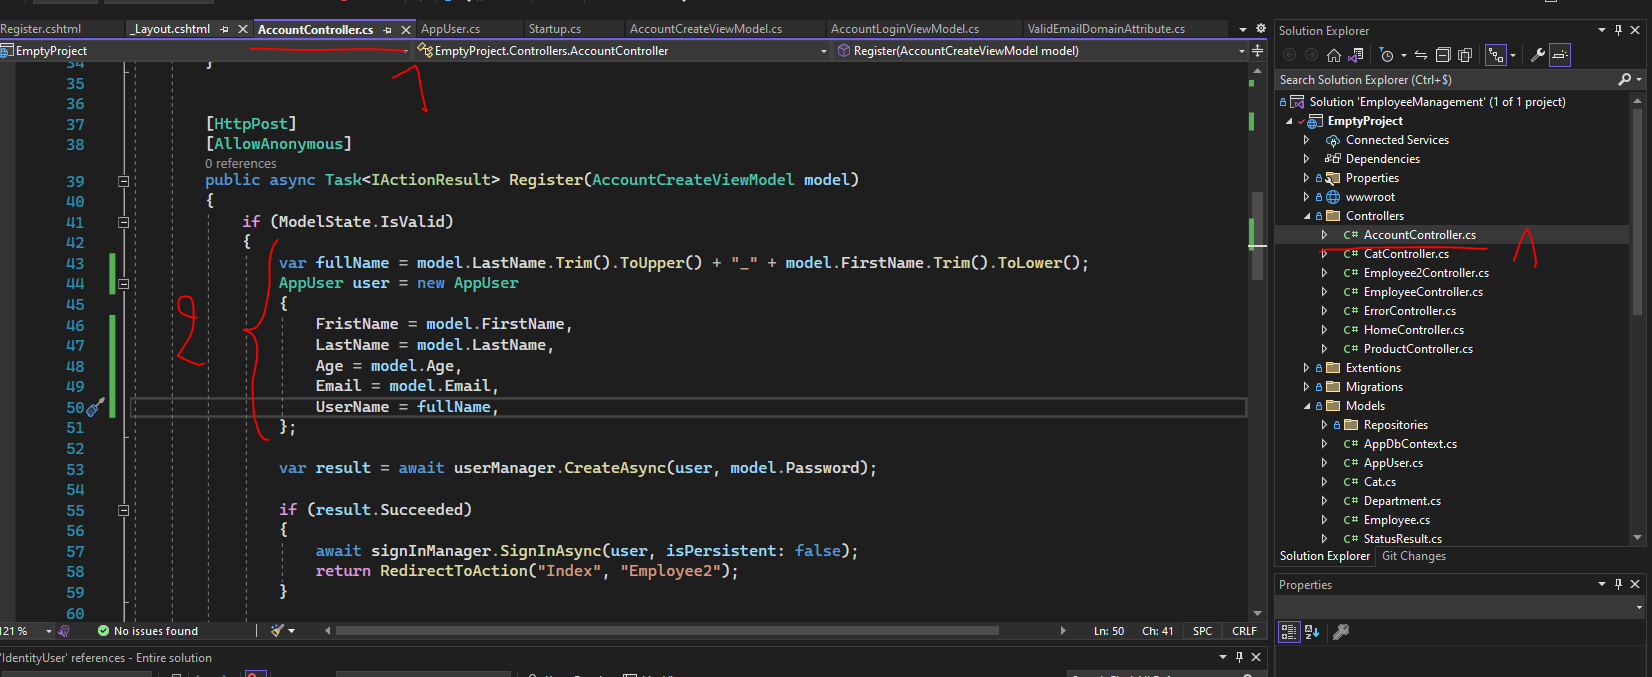 Register.cshtml
_Layout.cshtml
AccountController.cs
AppUser.cs
Startup.cs
AccountCreateViewModel.cs
AccountLoginViewModel.cs
ValidEmailDomainAttribute.cs
EmptyProject
EmptyProject.Controllers.AccountController
Register(AccountCreateViewModel model)
34 }
35
36
37 [HttpPost]
38 [AllowAnonymous]
0 references
39 public async Task<IActionResult> Register(AccountCreateViewModel model)
40 {
41 if (ModelState.IsValid)
42 {
43 var fullName = model.LastName.Trim().ToUpper() + "_" + model.FirstName.Trim().ToLower();
44 AppUser user = new AppUser
45 {
46 FristName = model.FirstName,
47 LastName = model.LastName,
48 Age = model.Age,
49 Email = model.Email,
50 UserName = fullName,
51 };
52
53 var result = await userManager.CreateAsync(user, model.Password);
54
55 if (result.Succeeded)
56 {
57 await signInManager.SignInAsync(user, isPersistent: false);
58 return RedirectToAction("Index", "Employee2");
59 }
60
1
2
1
121 %
No issues found
Ln: 50
Ch: 41
SPC
CRLF
'IdentityUser' references - Entire solution
Solution Explorer
Search Solution Explorer (Ctrl+$)
Solution 'EmployeeManagement' (1 of 1 project)
EmptyProject
Connected Services
Dependencies
Properties
wwwroot
Controllers
C# AccountController.cs
C# CatController.cs
C# Employee2Controller.cs
C# EmployeeController.cs
C# ErrorController.cs
C# HomeController.cs
C# ProductController.cs
Extentions
Migrations
Models
Repositories
C# AppDbContext.cs
C# AppUser.cs
C# Cat.cs
C# Department.cs
C# Employee.cs
C# StatusResult.cs
Solution Explorer
Git Changes
Properties